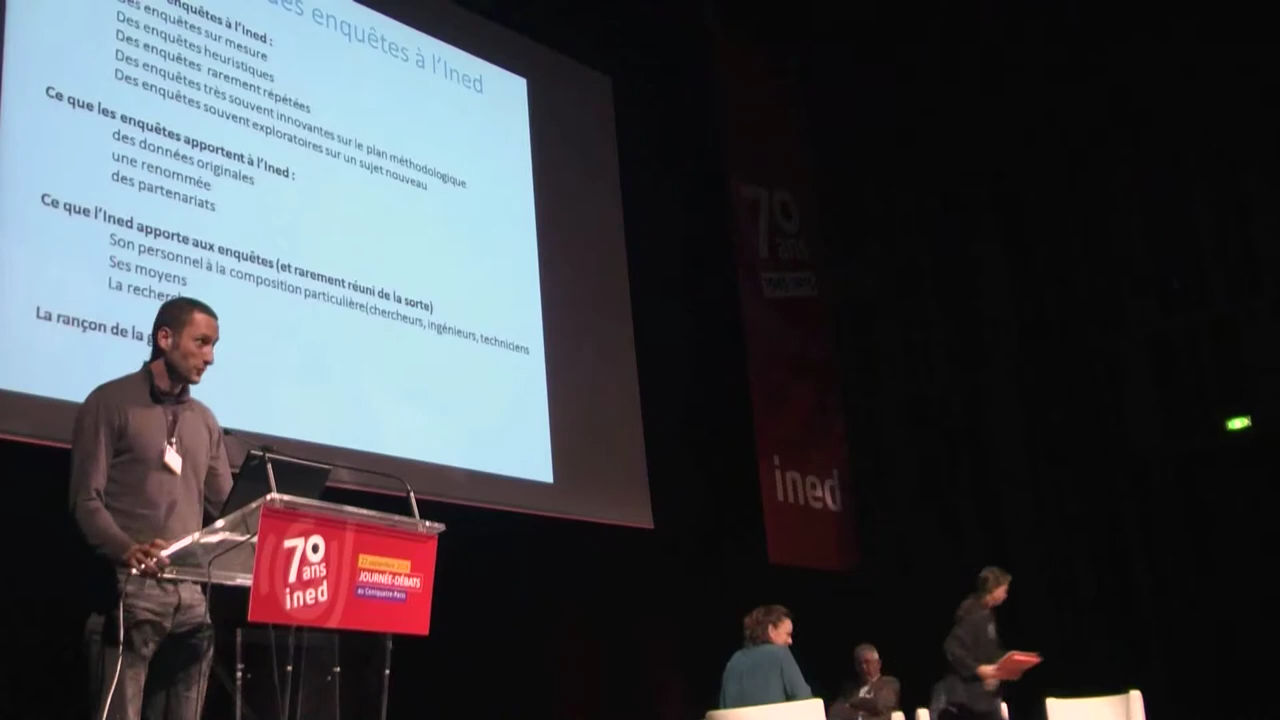 des enquêtes à l'Ined
enquêtes à l'Ined :
des enquêtes sur mesure
Des enquêtes heuristiques
Des enquêtes rarement répétées
Des enquêtes très souvent innovantes sur le plan méthodologique
Des enquêtes souvent exploratoires sur un sujet nouveau
Ce que les enquêtes apportent à l'Ined :
des données originales
une renommée
des partenariats
Ce que l'Ined apporte aux enquêtes (et rarement réuni de la sorte)
Son personnel à la composition particulière(chercheurs, ingénieurs, techniciens
Ses moyens
La recherc
La rançon de la g
70
ans
ined
70
ans
ined
septembre
JOURNÉE-DÉBATS
au Centquatre-Paris